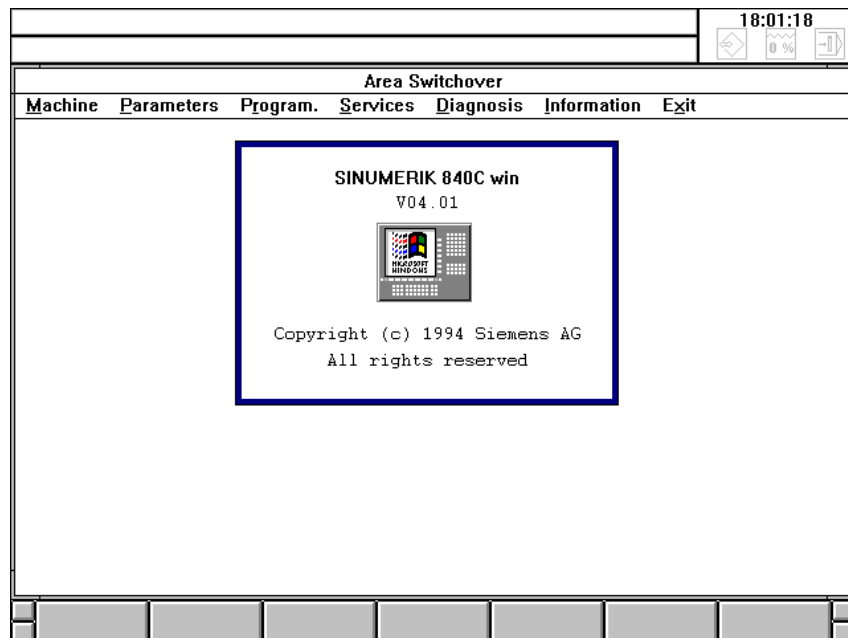 18:01:18
0 %
Area Switchover
Machine Parameters Program. Services Diagnosis Information Exit
SINUMERIK 840C win
V04.01
MICROSOFT
WINDOWS
Copyright (c) 1994 Siemens AG
All rights reserved